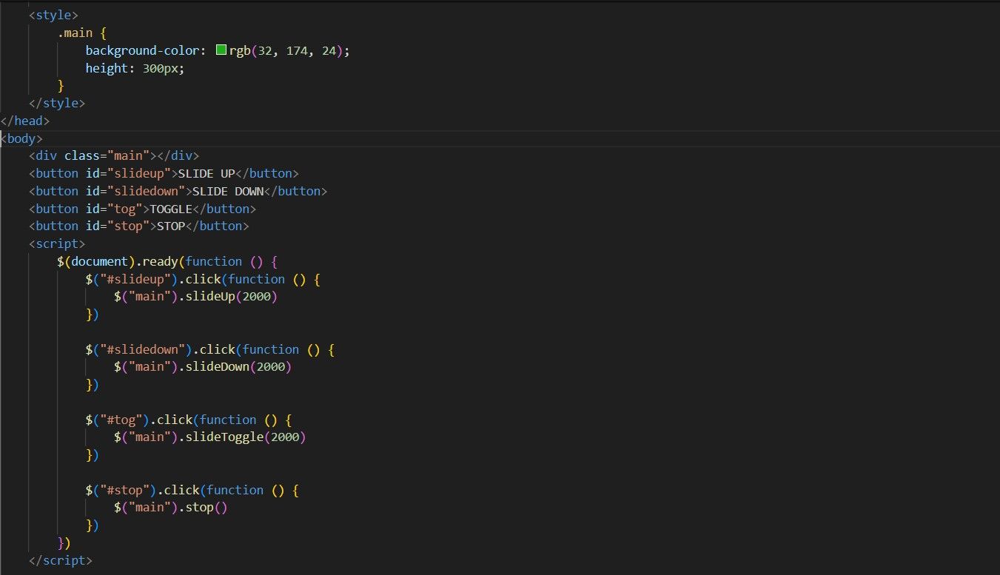 <style>
.main {
background-color: rgb(32, 174, 24);
height: 300px;
}
</style>
</head>
<body>
<div class="main"></div>
<button id="slideup">SLIDE UP</button>
<button id="slidedown">SLIDE DOWN</button>
<button id="tog">TOGGLE</button>
<button id="stop">STOP</button>
<script>
$(document).ready(function () {
$("#slideup").click(function () {
$("main").slideUp(2000)
})
$("#slidedown").click(function () {
$("main").slideDown(2000)
})
$("#tog").click(function () {
$("main").slideToggle(2000)
})
$("#stop").click(function () {
$("main").stop()
})
})
</script>